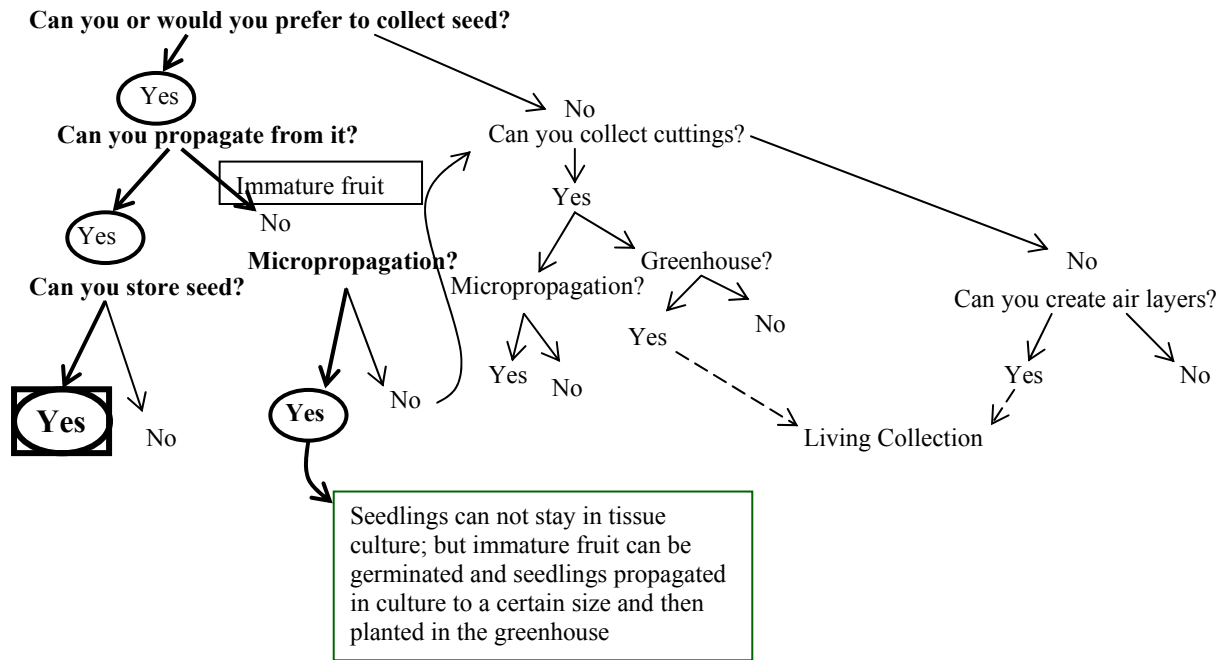 Can you or would you prefer to collect seed?
Yes
No
Can you propagate from it?
Can you collect cuttings?
Immature fruit
Yes
No
Yes
Micropropagation?
Greenhouse?
No
Can you store seed?
Micropropagation?
Can you create air layers?
Yes
No
Yes
No
Yes
No
Yes
No
Yes
No
Yes
No
Living Collection
Seedlings can not stay in tissue
culture; but immature fruit can be
germinated and seedlings propagated
in culture to a certain size and then
planted in the greenhouse